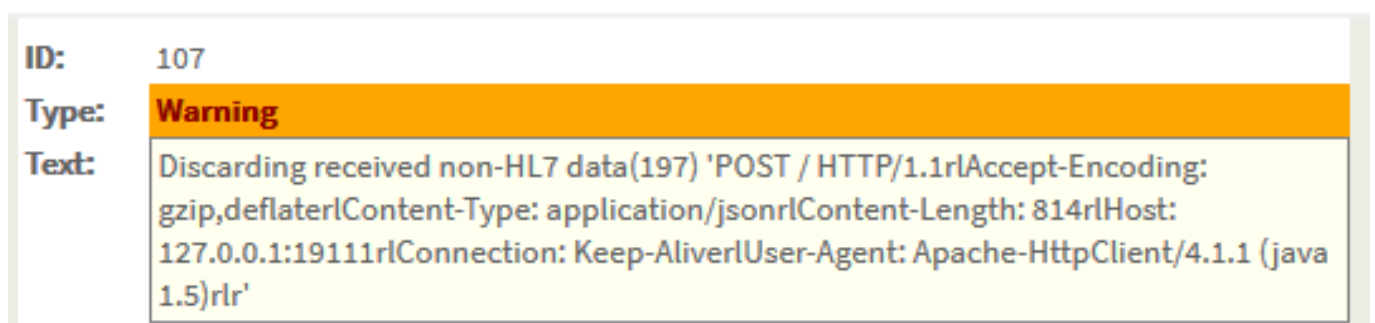 ID: 107
Type: Warning
Text: Discarding received non-HL7 data(197) 'POST / HTTP/1.1rlAccept-Encoding:
gzip,deflaterlContent-Type: application/jsonrlContent-Length: 814rlHost:
127.0.0.1:19111rlConnection: Keep-AliverlUser-Agent: Apache-HttpClient/4.1.1 (java
1.5)rlr'